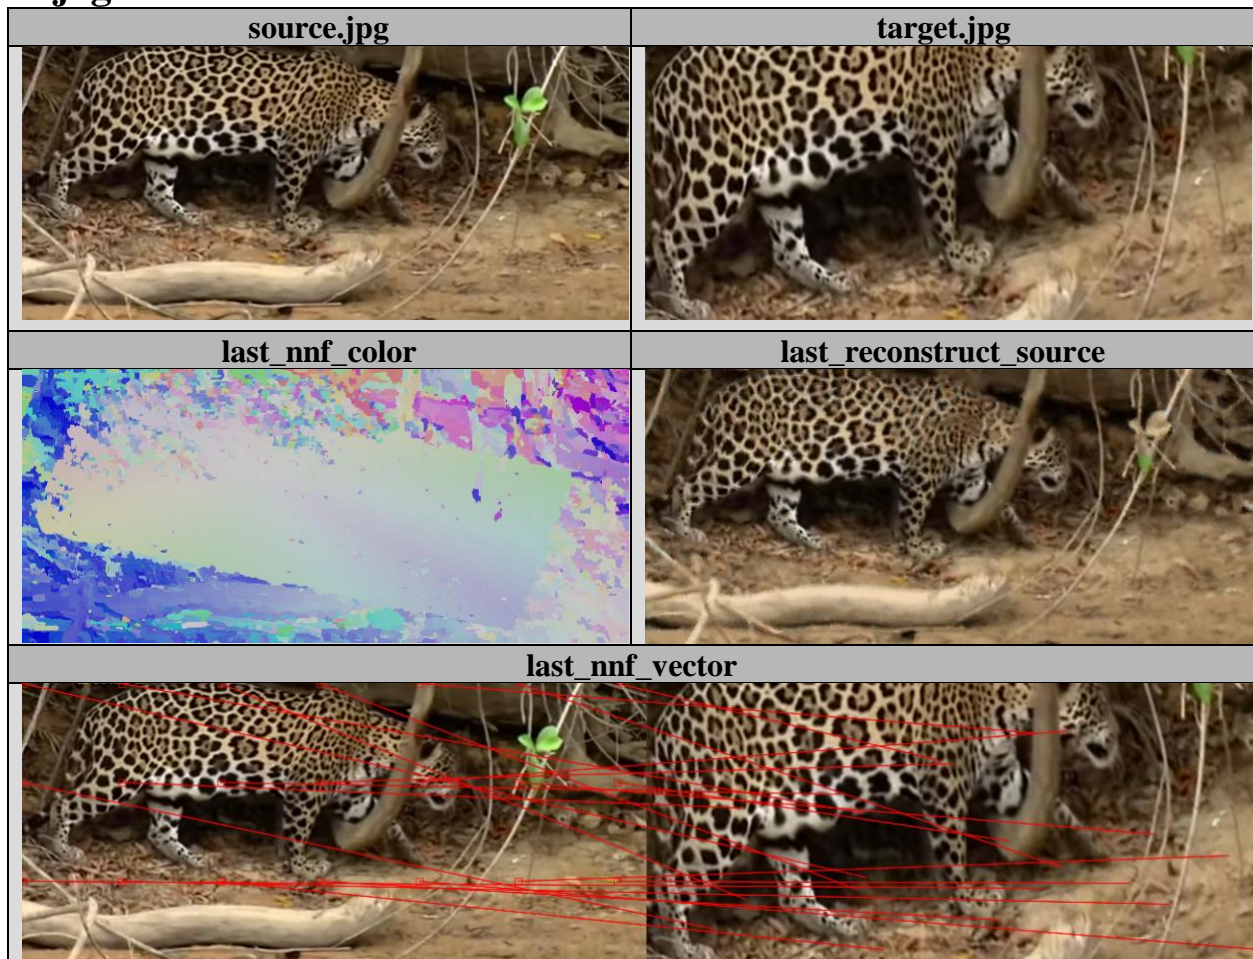 source.jpg
target.jpg
last_nnf_color
last_reconstruct_source
last_nnf_vector